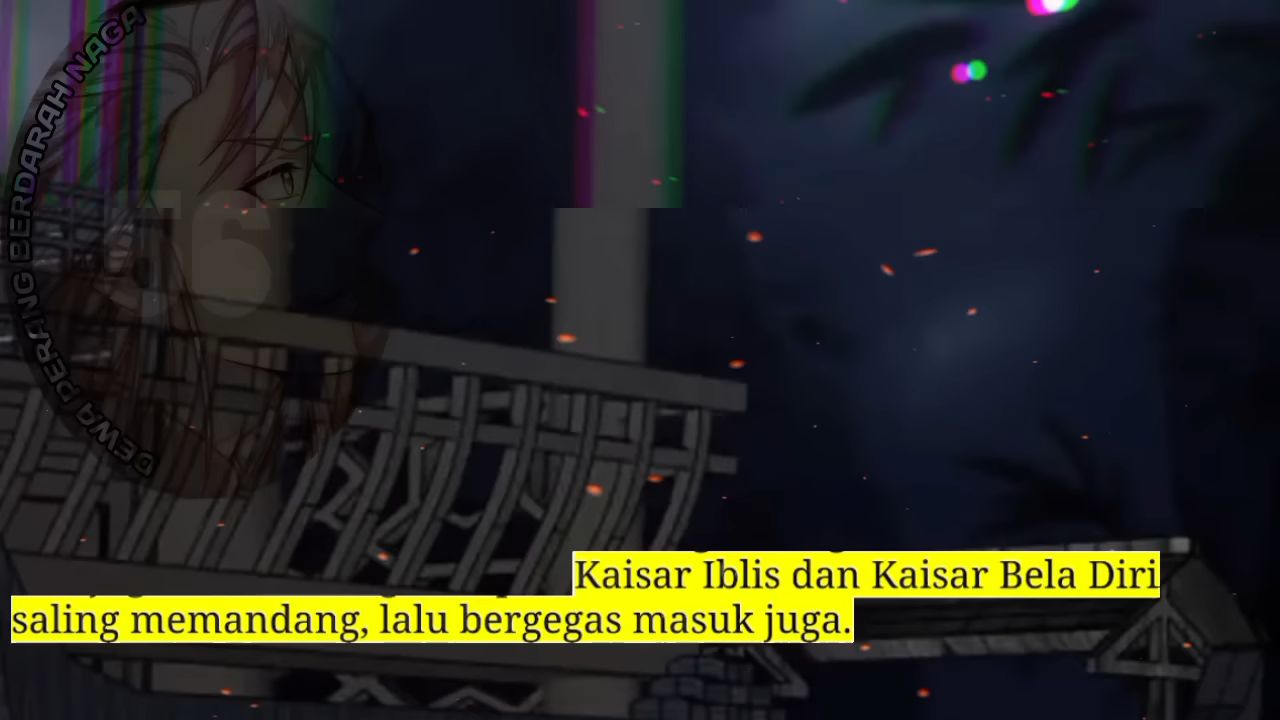 DEWA PERANG BERDARAH NAGA
Kaisar Iblis dan Kaisar Bela Diri
saling memandang, lalu bergegas masuk juga.